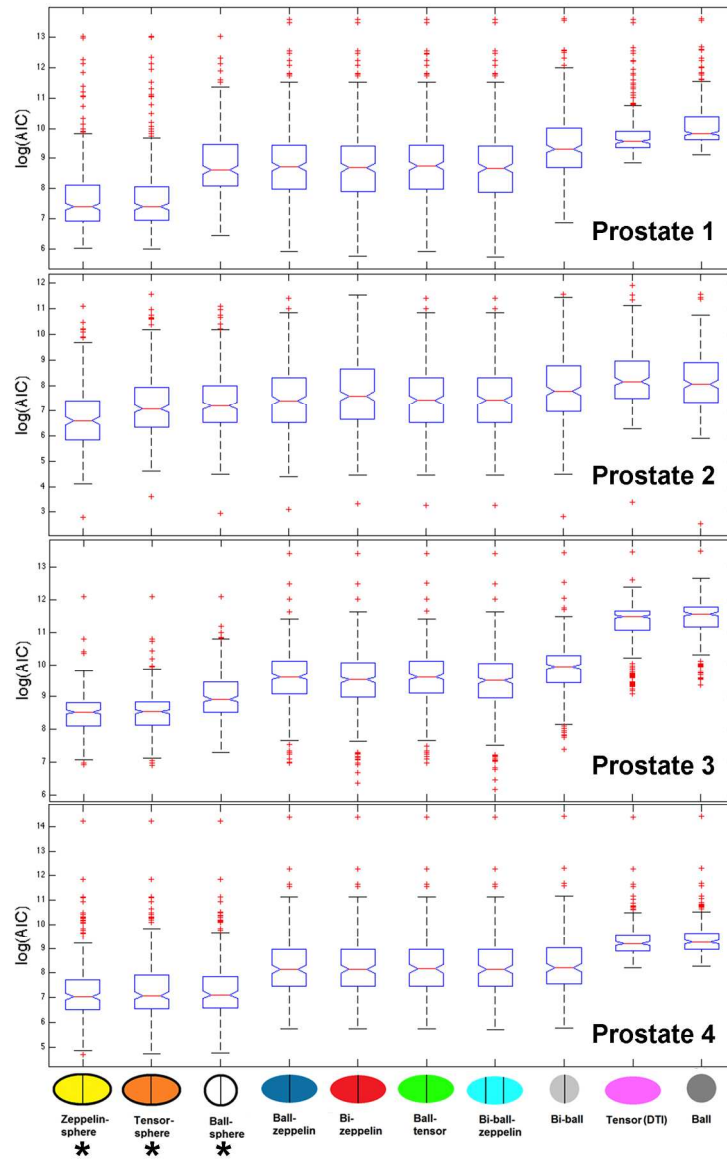 13
12
11
10
9
8
7
6
log(AIC)
Prostate 1
12
11
10
9
8
7
6
5
4
3
log(AIC)
Prostate 2
13
12
11
10
9
8
7
6
log(AIC)
Prostate 3
14
13
12
11
10
9
8
7
6
5
log(AIC)
Prostate 4
Zeppelin-
sphere
*
Tensor-
sphere
*
Ball-
sphere
*
Ball-
zeppelin
Bi-
zeppelin
Ball-
tensor
Bi-ball-
zeppelin
Bi-ball
Tensor (DTI)
Ball